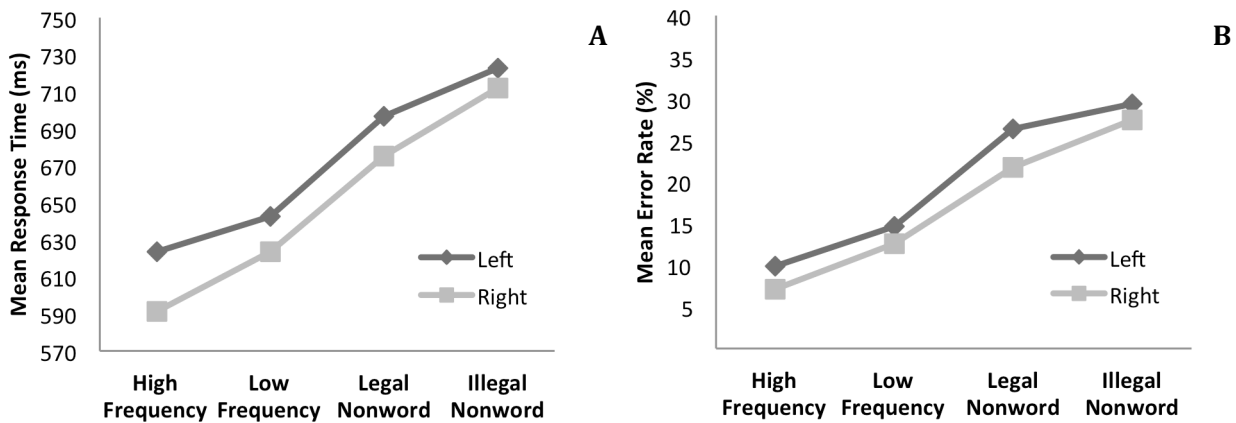 A
Mean Response Time (ms)
750
730
710
690
670
650
630
610
590
570
Left
Right
High Frequency
Low Frequency
Legal Nonword
Illegal Nonword
B
Mean Error Rate (%)
40
35
30
25
20
15
10
5
Left
Right
High Frequency
Low Frequency
Legal Nonword
Illegal Nonword